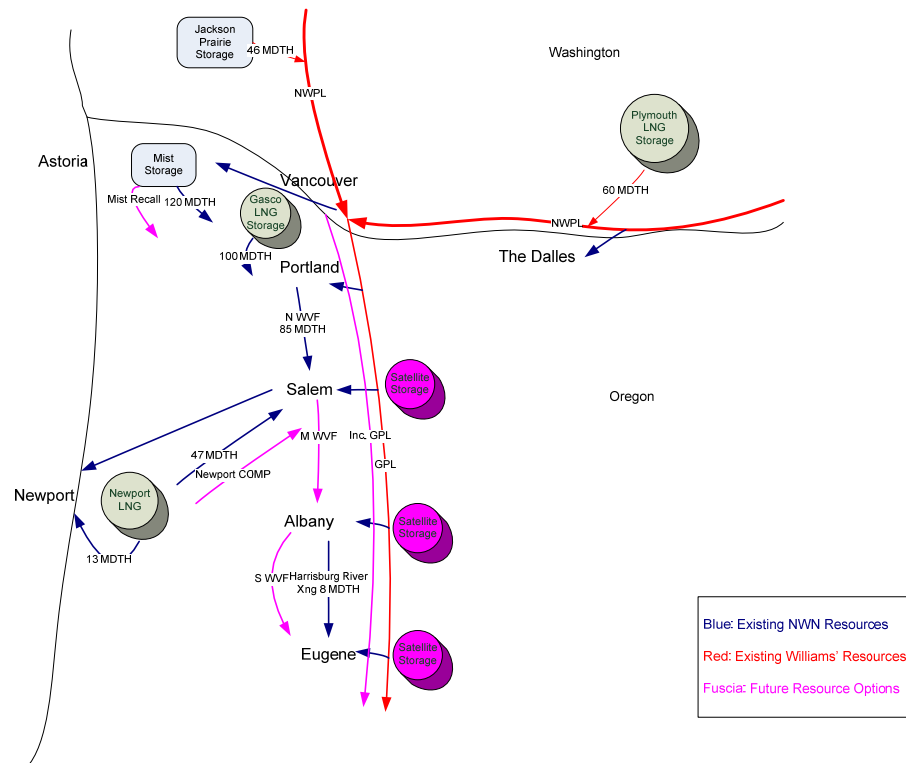 Jackson
Prairie
Storage
46 MDTH
Washington
NWPL
Plymouth
LNG
Storage
Astoria
Mist
Storage
Vancouver
Mist Recall
120 MDTH
60 MDTH
Gasco
LNG
Storage
NWPL
100 MDTH
The Dalles
Portland
N WVF
85 MDTH
Satellite
Storage
Salem
Oregon
M WVF
Inc. GPL
47 MDTH
GPL
Newport COMP
Newport
Newport
LNG
Albany
Satellite
Storage
13 MDTH
S WVF
Harrisburg River
Xng 8 MDTH
Eugene
Satellite
Storage
Blue: Existing NWN Resources
Red: Existing Williams' Resources
Fuscia: Future Resource Options